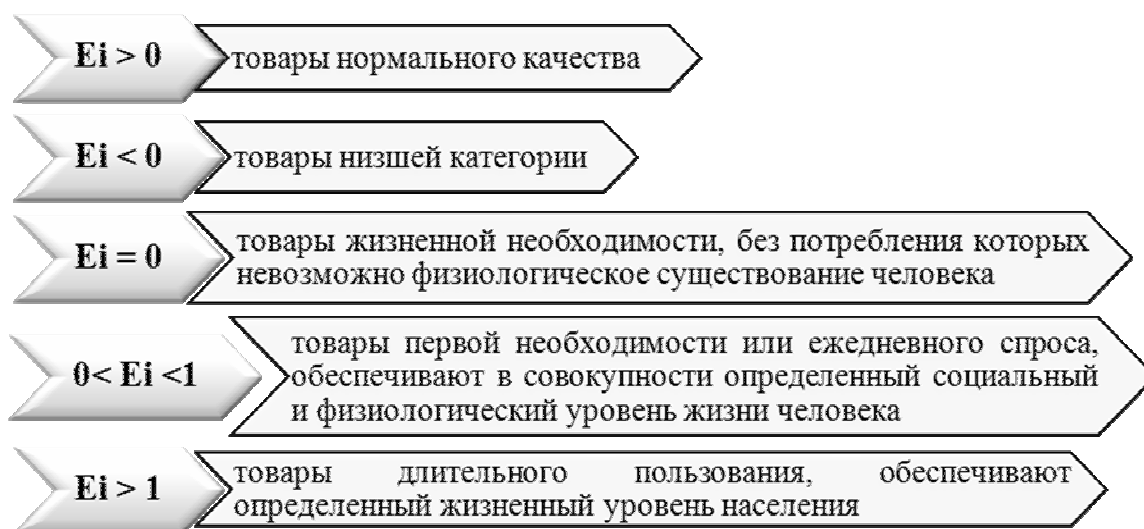 Ei > 0
товары нормального качества
Ei < 0
товары низшей категории
Ei = 0
товары жизненной необходимости, без потребления которых
невозможно физиологическое существование человека
0< Ei <1
товары первой необходимости или ежедневного спроса,
обеспечивают в совокупности определенный социальный
и физиологический уровень жизни человека
Ei > 1
товары длительного пользования, обеспечивают
определенный жизненный уровень населения